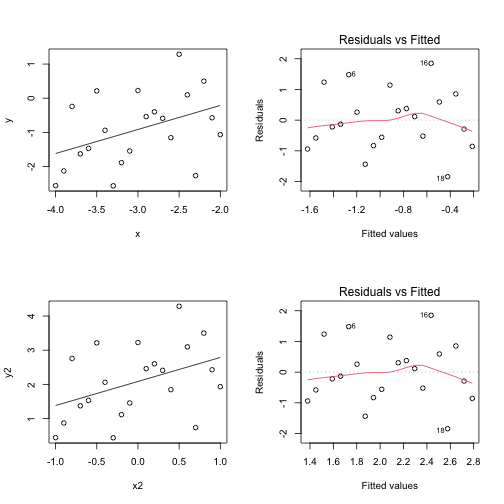 1
0
-1
-2
y
-4.0 -3.5 -3.0 -2.5 -2.0
x
Residuals vs Fitted
2
1
0
-1
-2
Residuals
16
6
18
-1.6 -1.2 -0.8 -0.4
Fitted values
4
3
2
1
y2
-1.0 -0.5 0.0 0.5 1.0
x2
Residuals vs Fitted
2
1
0
-1
-2
Residuals
16
6
18
1.4 1.6 1.8 2.0 2.2 2.4 2.6 2.8
Fitted values